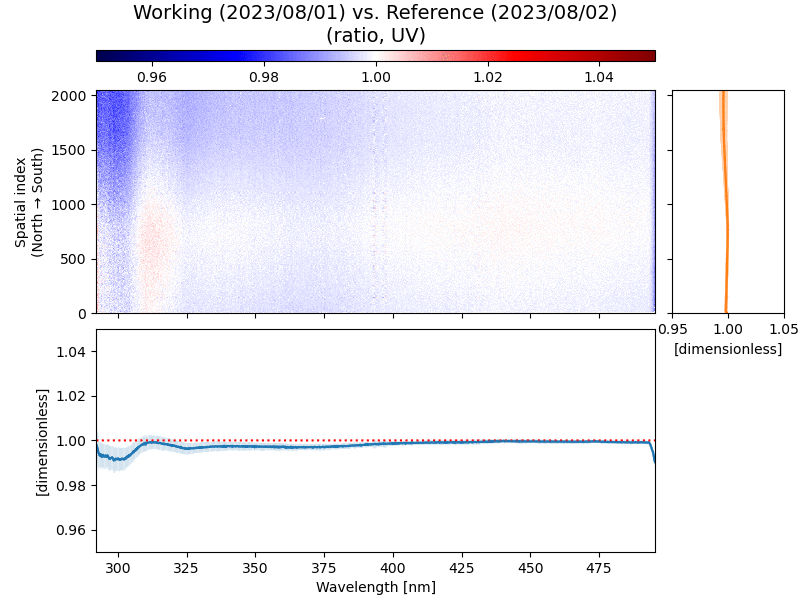 Working (2023/08/01) vs. Reference (2023/08/02)
(ratio, UV)
0.96 0.98 1.00 1.02 1.04
2000
1500
1000
500
0
Spatial index
(North → South)
0.95 1.00 1.05
[dimensionless]
1.04
1.02
1.00
0.98
0.96
[dimensionless]
300 325 350 375 400 425 450 475
Wavelength [nm]